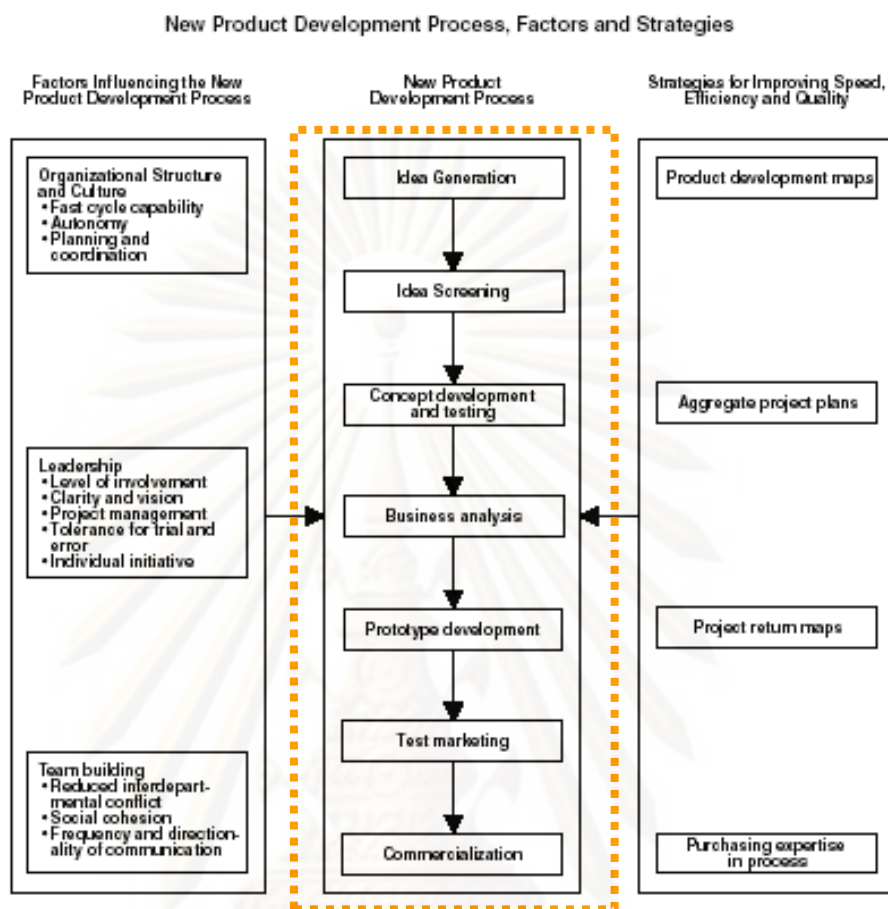 New Product Development Process, Factors and Strategies
Factors Influencing the New
Product Development Process
Organizational Structure
and Culture
• Fast cycle capability
• Autonomy
• Planning and
coordination
Leadership
• Level of involvement
• Clarity and vision
• Project management
• Tolerance for trial and
error
• Individual initiative
Team building
• Reduced interdepart-
mental conflict
• Social cohesion
• Frequency and direction-
ality of communication
New Product
Development Process
Idea Generation
Idea Screening
Concept development
and testing
Business analysis
Prototype development
Test marketing
Commercialization
Strategies for Improving Speed,
Efficiency and Quality
Product development maps
Aggregate project plans
Project return maps
Purchasing expertise
in process